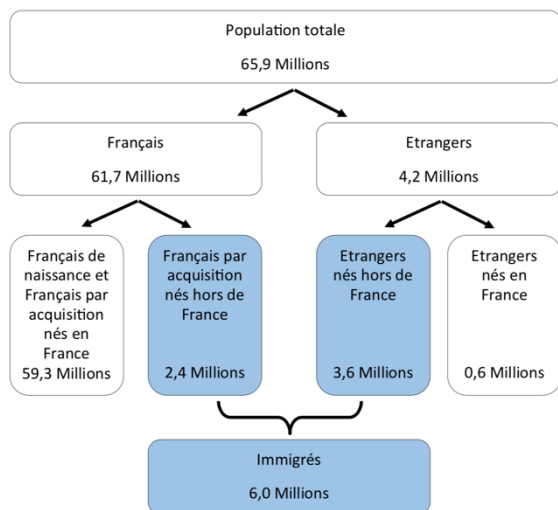 Population totale
65,9 Millions
Français
61,7 Millions
Etrangers
4,2 Millions
Français de
naissance et
Français par
acquisition
nés en
France
59,3 Millions
Français par
acquisition
nés hors de
France
2,4 Millions
Etrangers
nés hors de
France
3,6 Millions
Etrangers
nés en
France
0,6 Millions
Immigrés
6,0 Millions